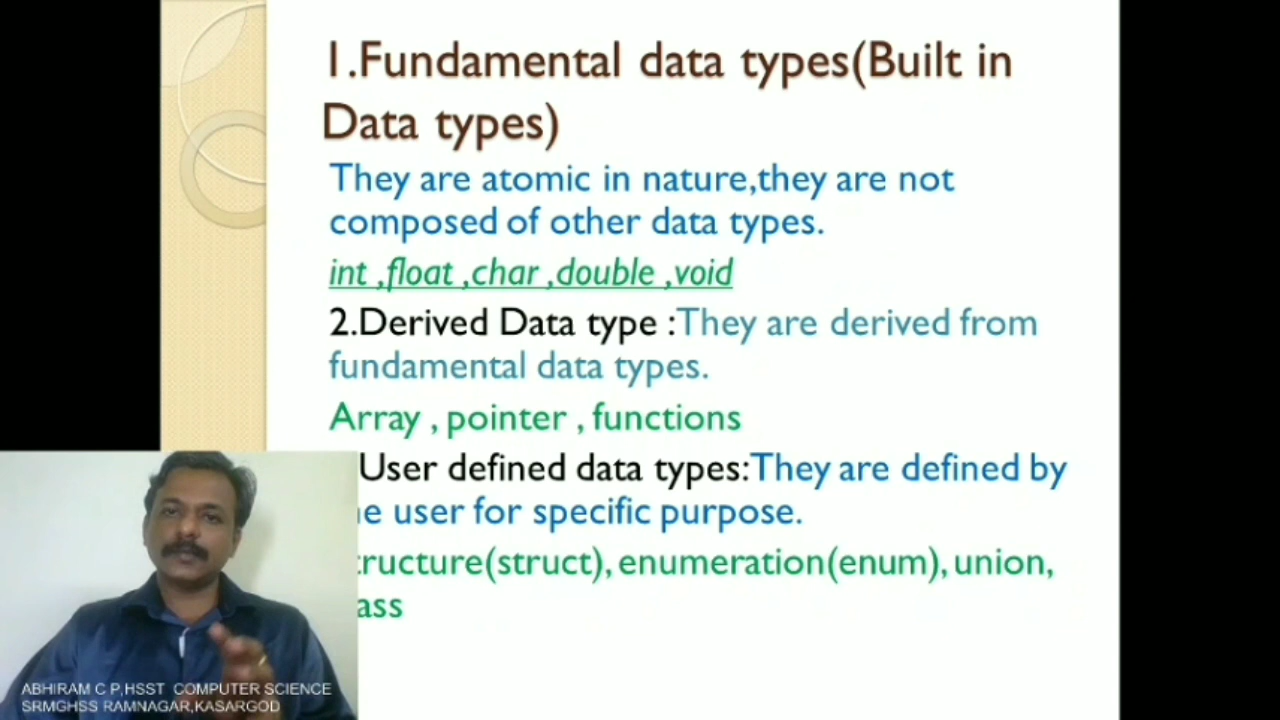 1.Fundamental data types(Built in
Data types)
They are atomic in nature,they are not
composed of other data types.
int ,float ,char ,double ,void
2.Derived Data type :They are derived from
fundamental data types.
Array , pointer , functions
User defined data types:They are defined by
user for specific purpose.
(struct), enumeration(enum), union,
ABHIRAM C P,HSST COMPUTER SCIENCE
SRMGHSS RAMNAGAR,KASARGOD